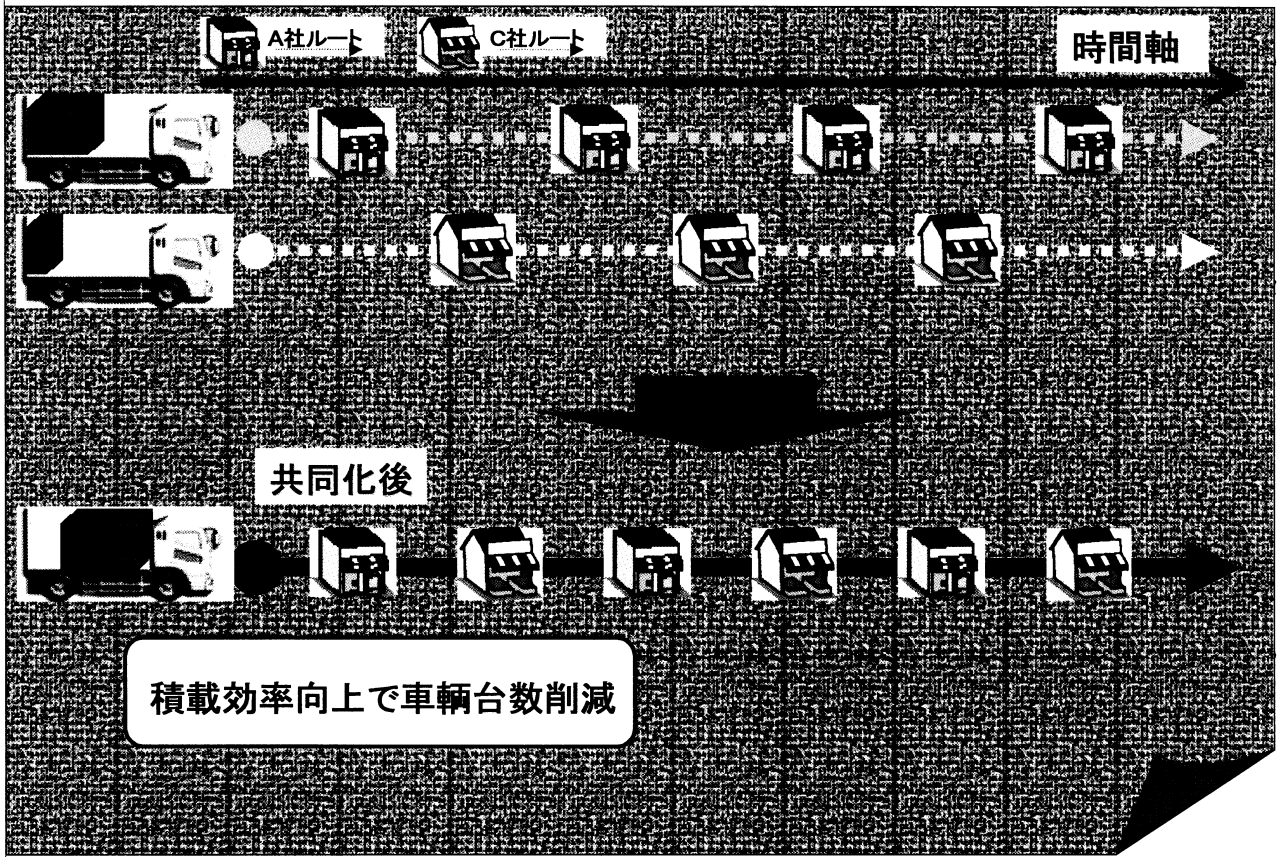 A社ルート
C社ルート
時間軸
共同化後
積載効率向上で車輌台数削減